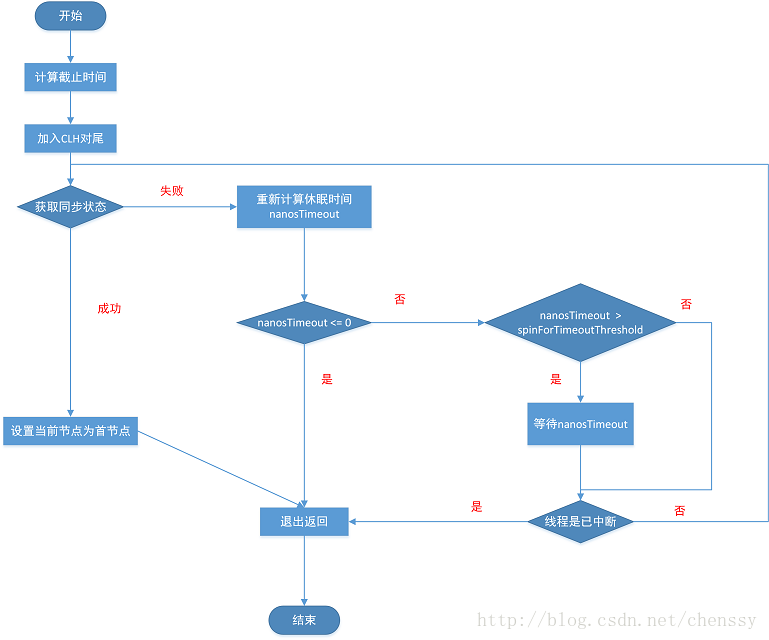 开始
计算截止时间
加入CLH对尾
获取同步状态
失败
重新计算休眠时间
nanosTimeout
成功
nanosTimeout <= 0
否
nanosTimeout >
spinForTimeoutThreshold
否
是
是
等待nanosTimeout
设置当前节点为首节点
退出返回
是
线程是已中断
否
结束
http://blog.csdn.net/chenssy